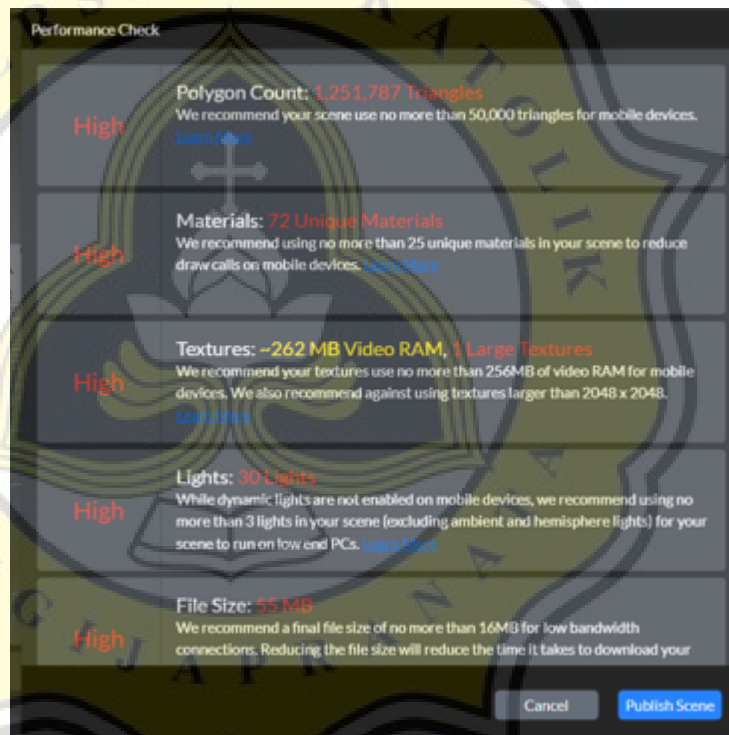 Performance Check
High
Polygon Count: 1,251,787 Triangles
We recommend your scene use no more than 50,000 triangles for mobile devices.
Learn More
High
Materials: 72 Unique Materials
We recommend using no more than 25 unique materials in your scene to reduce
draw calls on mobile devices. Learn More
High
Textures: ~262 MB Video RAM, 1 Large Textures
We recommend your textures use no more than 256MB of video RAM for mobile
devices. We also recommend against using textures larger than 2048 x 2048.
Learn More
High
Lights: 30 Lights
While dynamic lights are not enabled on mobile devices, we recommend using no
more than 3 lights in your scene (excluding ambient and hemisphere lights) for your
scene to run on low end PCs. Learn More
High
File Size: 55 MB
We recommend a final file size of no more than 16MB for low bandwidth
connections. Reducing the file size will reduce the time it takes to download your
Cancel
Publish Scene
KATOLIK
GIJAPRANATA